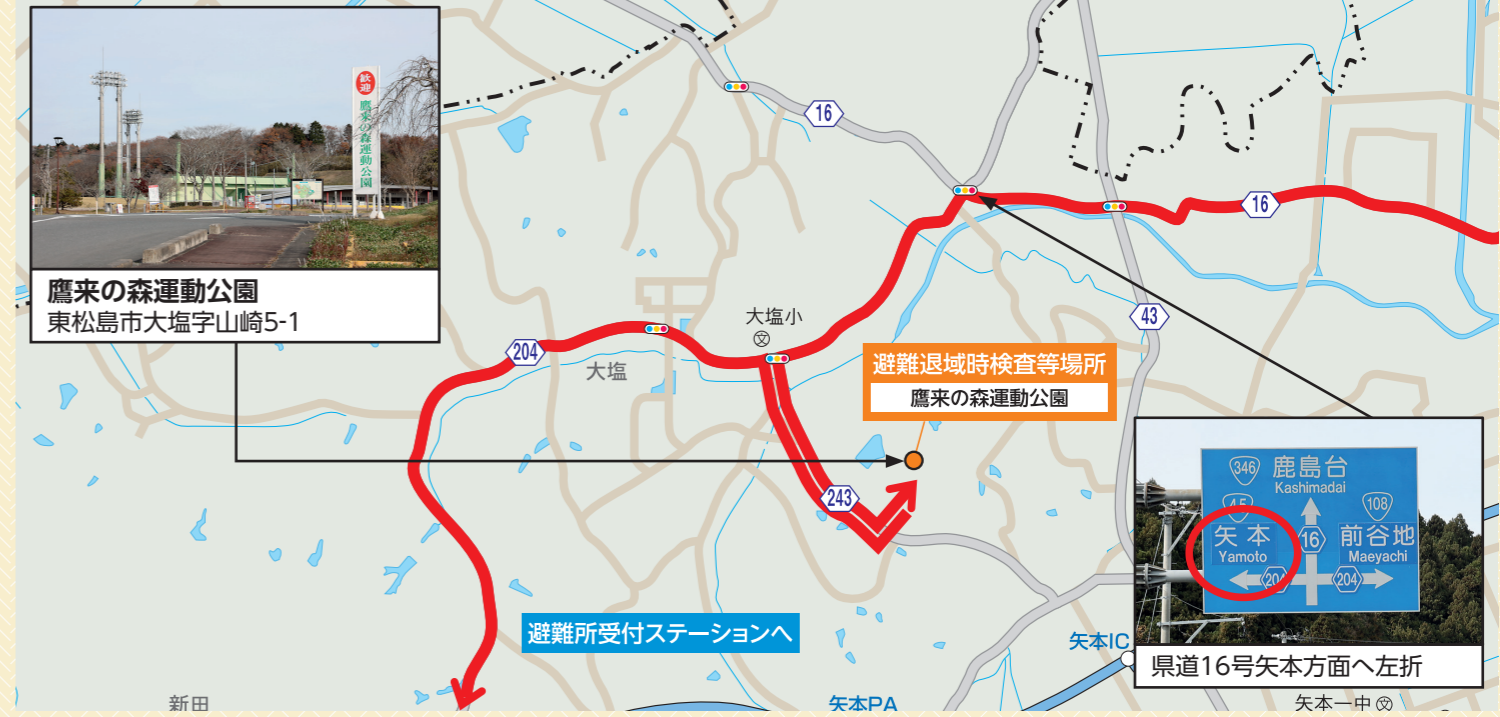 歓迎
鷹来の森運動公園
鷹来の森運動公園
東松島市大塩字山崎5-1
16
16
43
204
大塩小
文
大塩
避難退域時検査等場所
鷹来の森運動公園
243
346
鹿島台
Kashimadai
45
108
矢本
Yamoto
16
前谷地
Maeyachi
204
204
県道16号矢本方面へ左折
避難所受付ステーションへ
矢本IC
新田
矢本PA
矢本一中
文